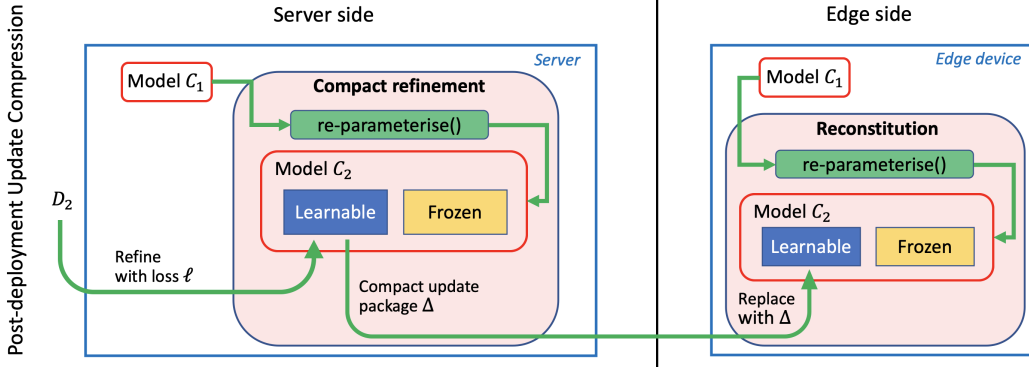 Post-deployment Update Compression
Server side
Server
Model C₁
Compact refinement
re-parameterise()
Model C₂
Learnable
Frozen
D₂
Refine
with loss ℓ
Compact update
package Δ
Edge side
Edge device
Model C₁
Reconstitution
re-parameterise()
Model C₂
Learnable
Frozen
Replace
with Δ